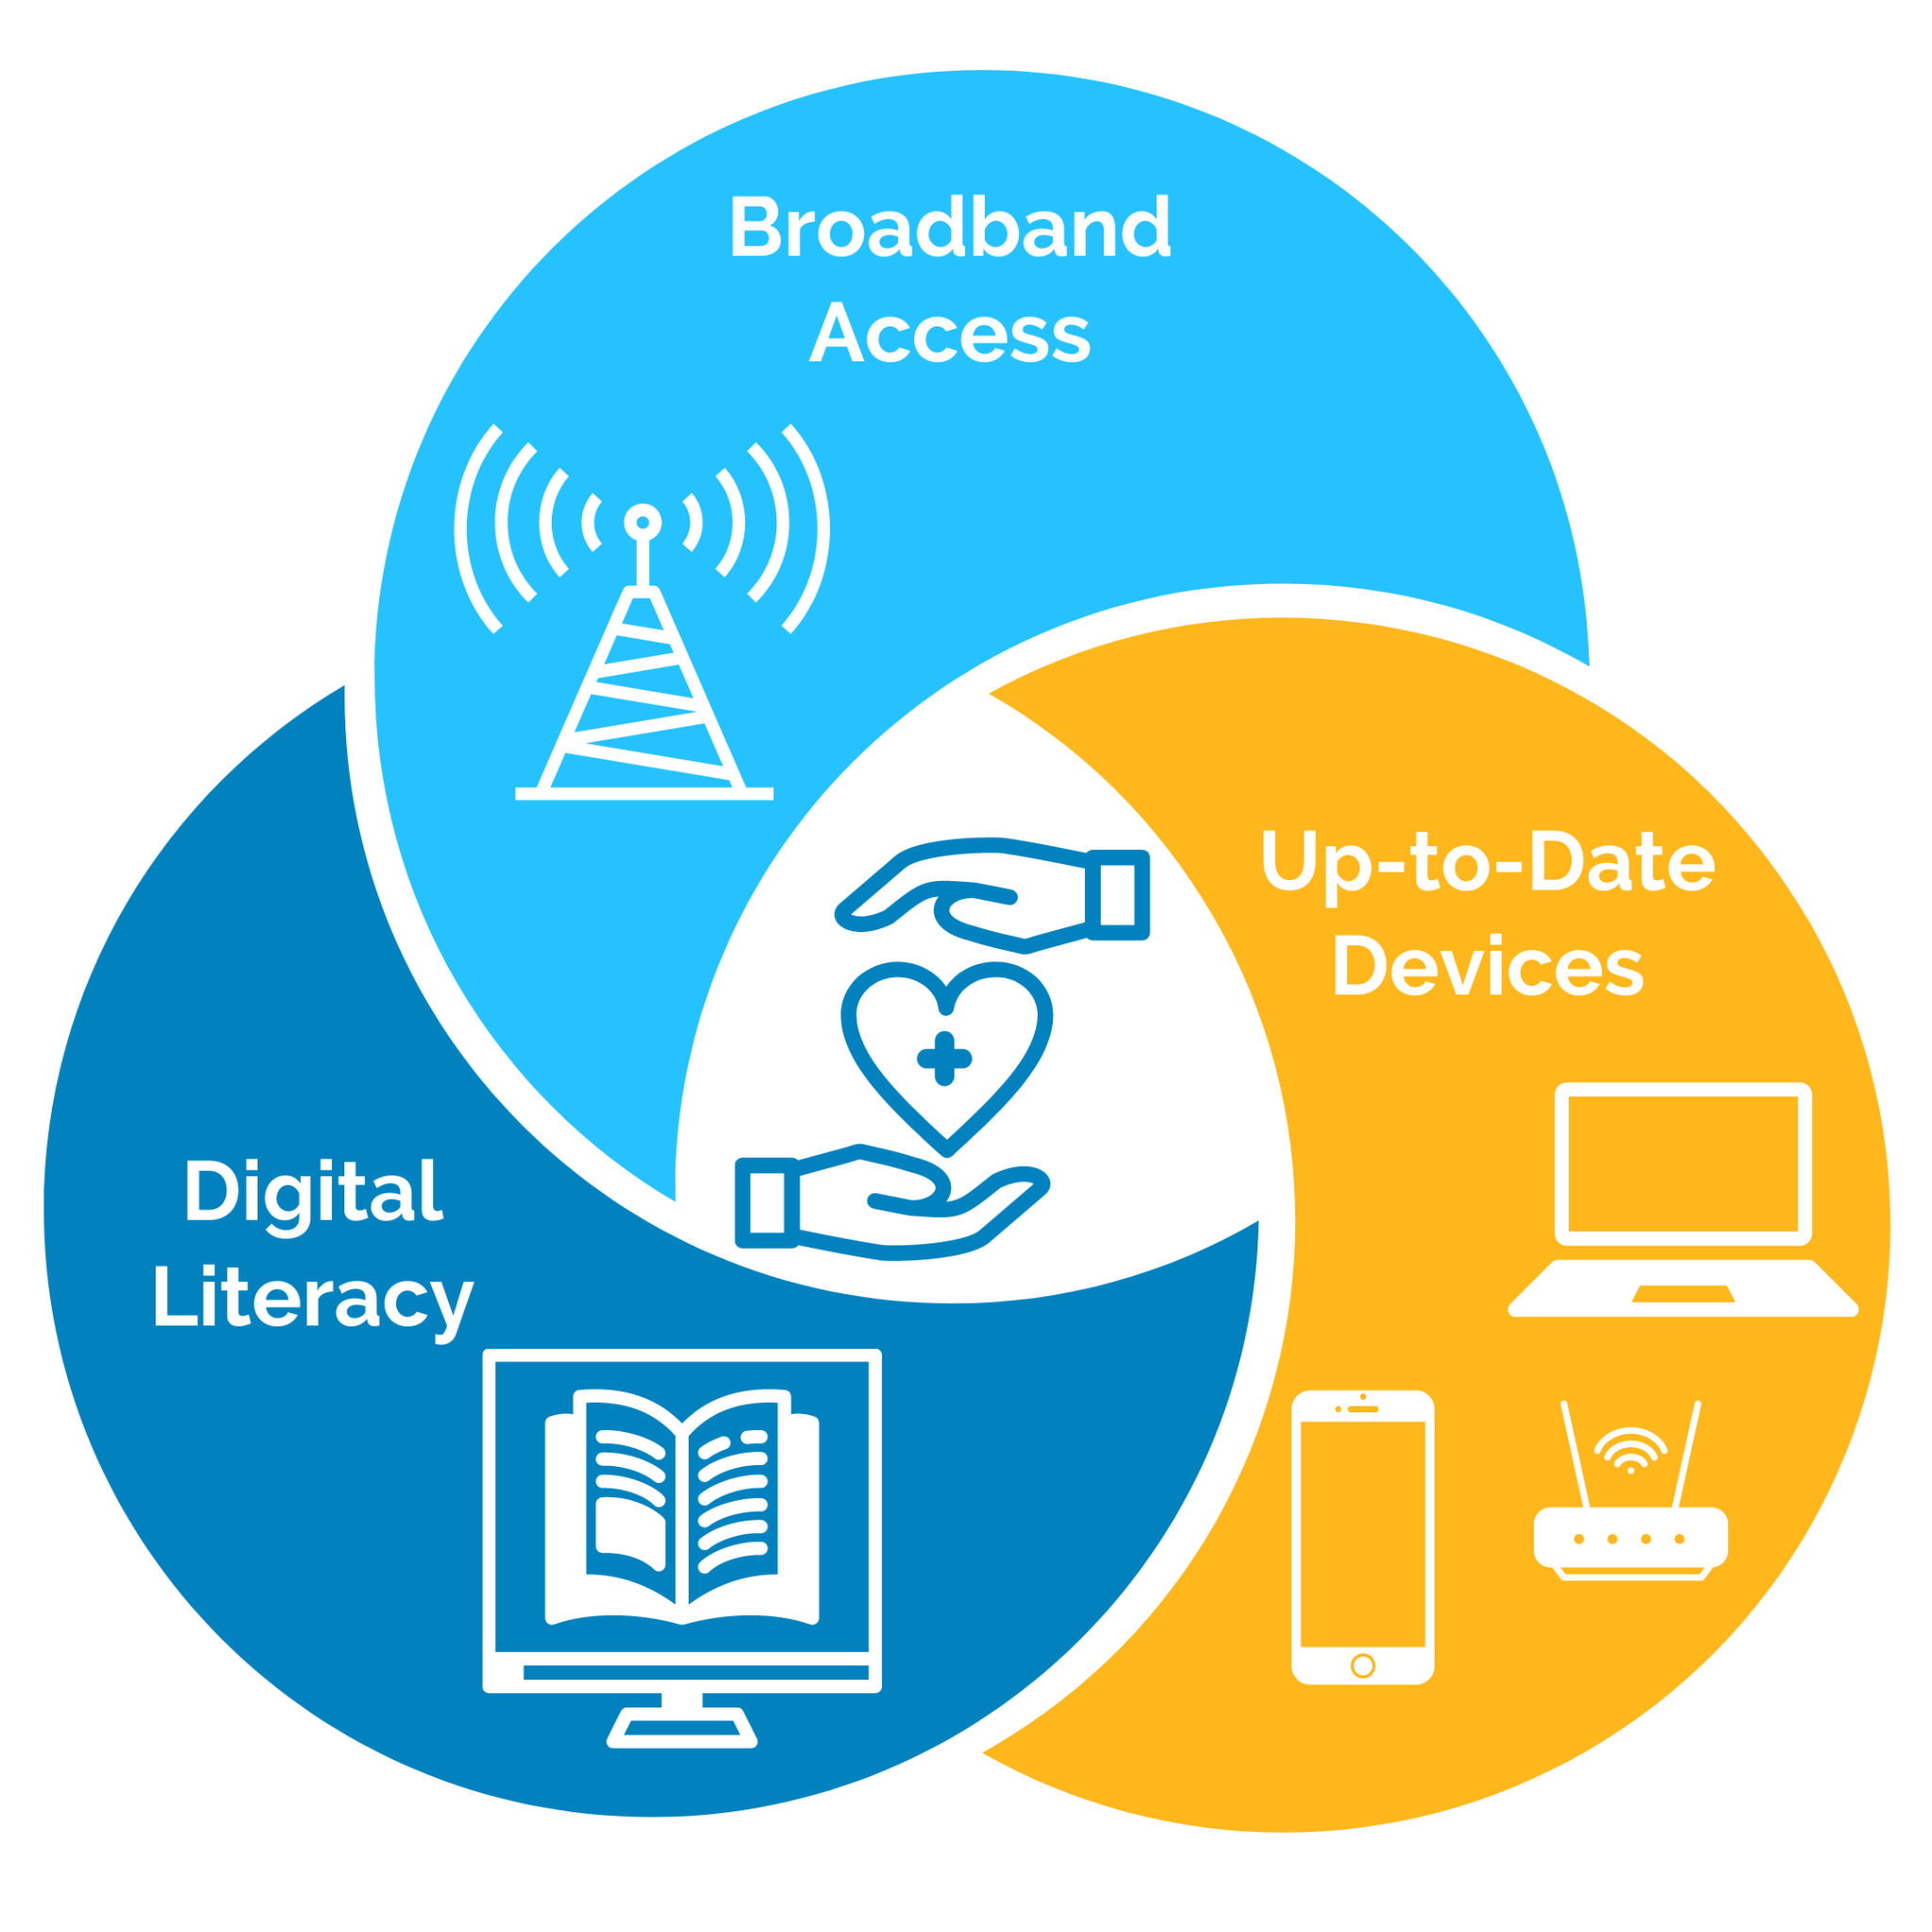 Broadband
Access
Up-to-Date
Devices
Digital
Literacy